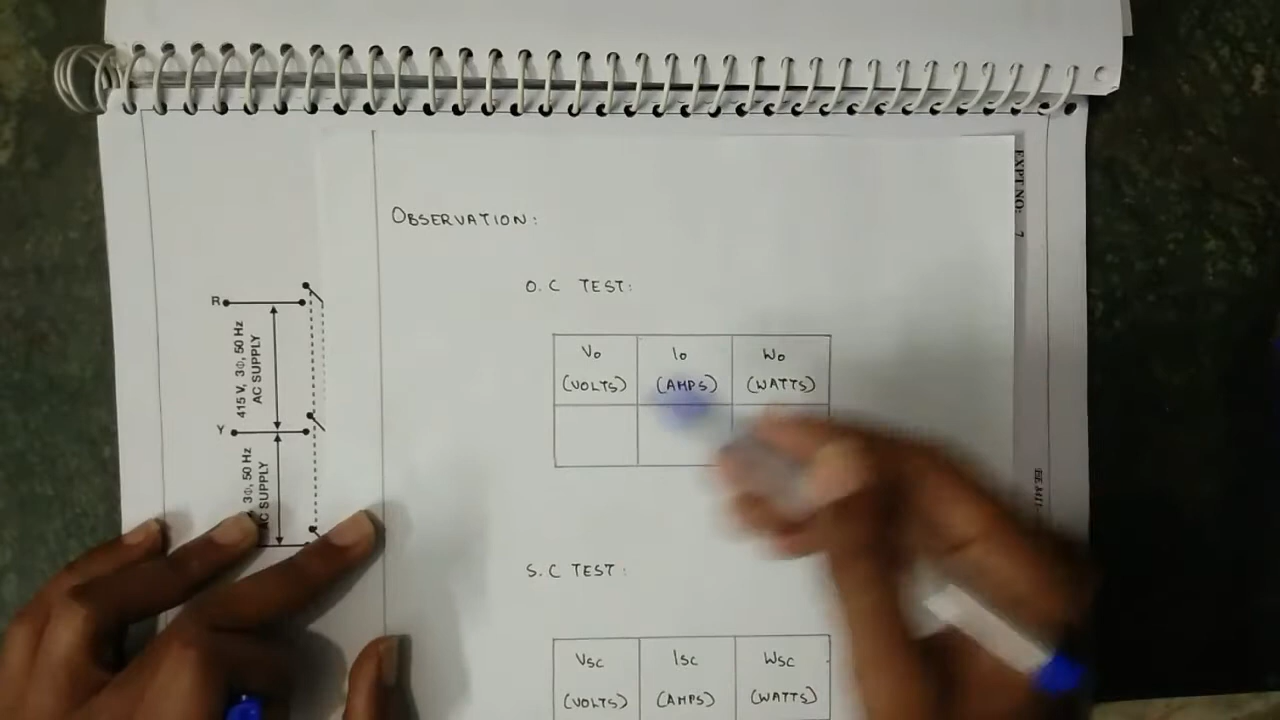 OBSERVATION:
O.C TEST:
Vo Io Wo
(VOLTS) (AMPS) (WATTS)
S.C TEST:
Vsc Isc Wsc
(VOLTS) (AMPS) (WATTS)
R
415 V, 3Φ, 50 Hz
AC SUPPLY
Y
3Φ, 50 Hz
AC SUPPLY
EXPT NO: 7